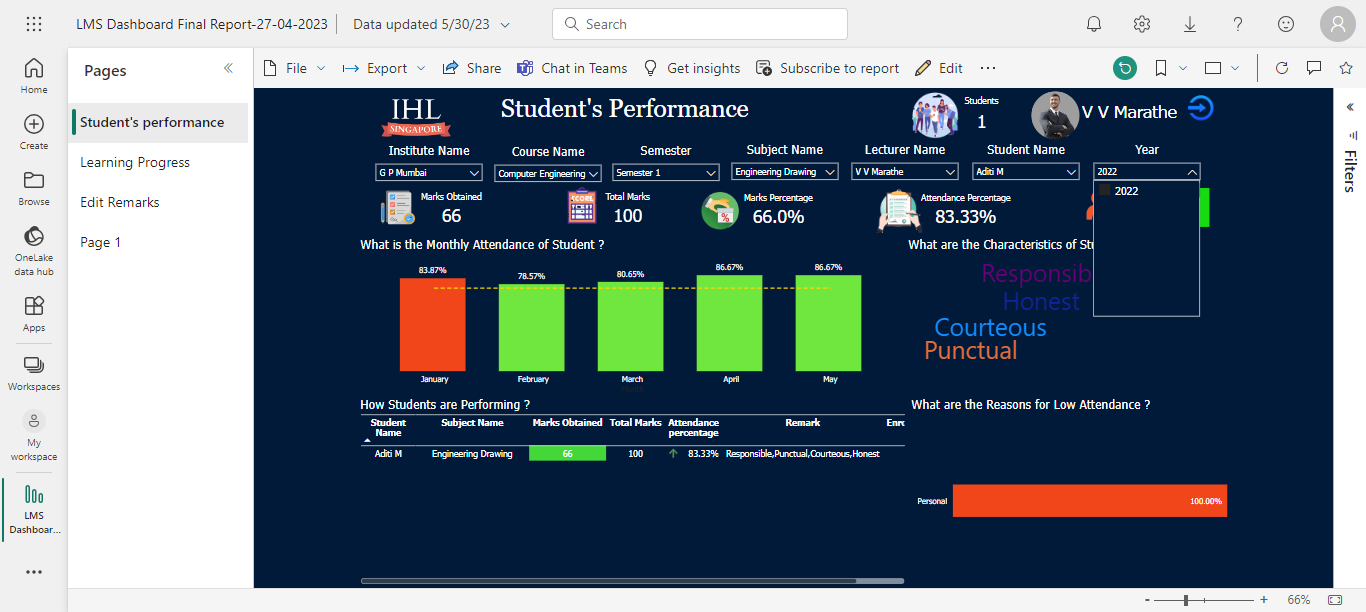 LMS Dashboard Final Report-27-04-2023
Data updated 5/30/23
Search
Home
Create
Browse
OneLake
data hub
Apps
Workspaces
My
workspace
LMS
Dashboar...
Pages
Student's performance
Learning Progress
Edit Remarks
Page 1
File
Export
Share
Chat in Teams
Get insights
Subscribe to report
Edit
IHL
SINGAPORE
Student's Performance
Students
1
V V Marathe
Institute Name
Course Name
Semester
Subject Name
Lecturer Name
Student Name
Year
G P Mumbai
Computer Engineering
Semester 1
Engineering Drawing
V V Marathe
Aditi M
2022
2022
Marks Obtained
66
SCORE
Total Marks
100
%
Marks Percentage
66.0%
Attendance Percentage
83.33%
What is the Monthly Attendance of Student ?
83.87%
78.57%
80.65%
86.67%
86.67%
January
February
March
April
May
What are the Characteristics of Stu
Responsib
Honest
Courteous
Punctual
How Students are Performing ?
Student Name Subject Name Marks Obtained Total Marks Attendance percentage Remark Enro
Aditi M Engineering Drawing 66 100 83.33% Responsible,Punctual,Courteous,Honest
What are the Reasons for Low Attendance ?
Personal
100.00%
Filters
- + 66%